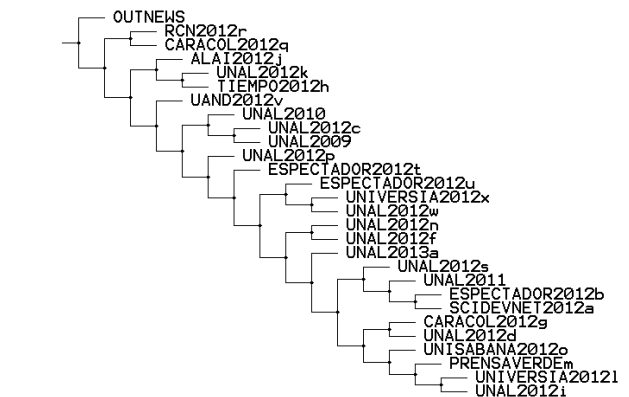 OUTNEWS
RCN2012r
CARACOL2012q
ALAI2012j
UNAL2012k
TIEMPO2012h
UAND2012v
UNAL2010
UNAL2012c
UNAL2009
UNAL2012p
ESPECTADOR2012t
ESPECTADOR2012u
UNIVERSIA2012x
UNAL2012w
UNAL2012n
UNAL2012f
UNAL2013a
UNAL2012s
UNAL2011
ESPECTADOR2012b
SCIDEVNET2012a
CARACOL2012g
UNAL2012d
UNISABANA2012o
PRENSAVERDEm
UNIVERSIA2012l
UNAL2012i